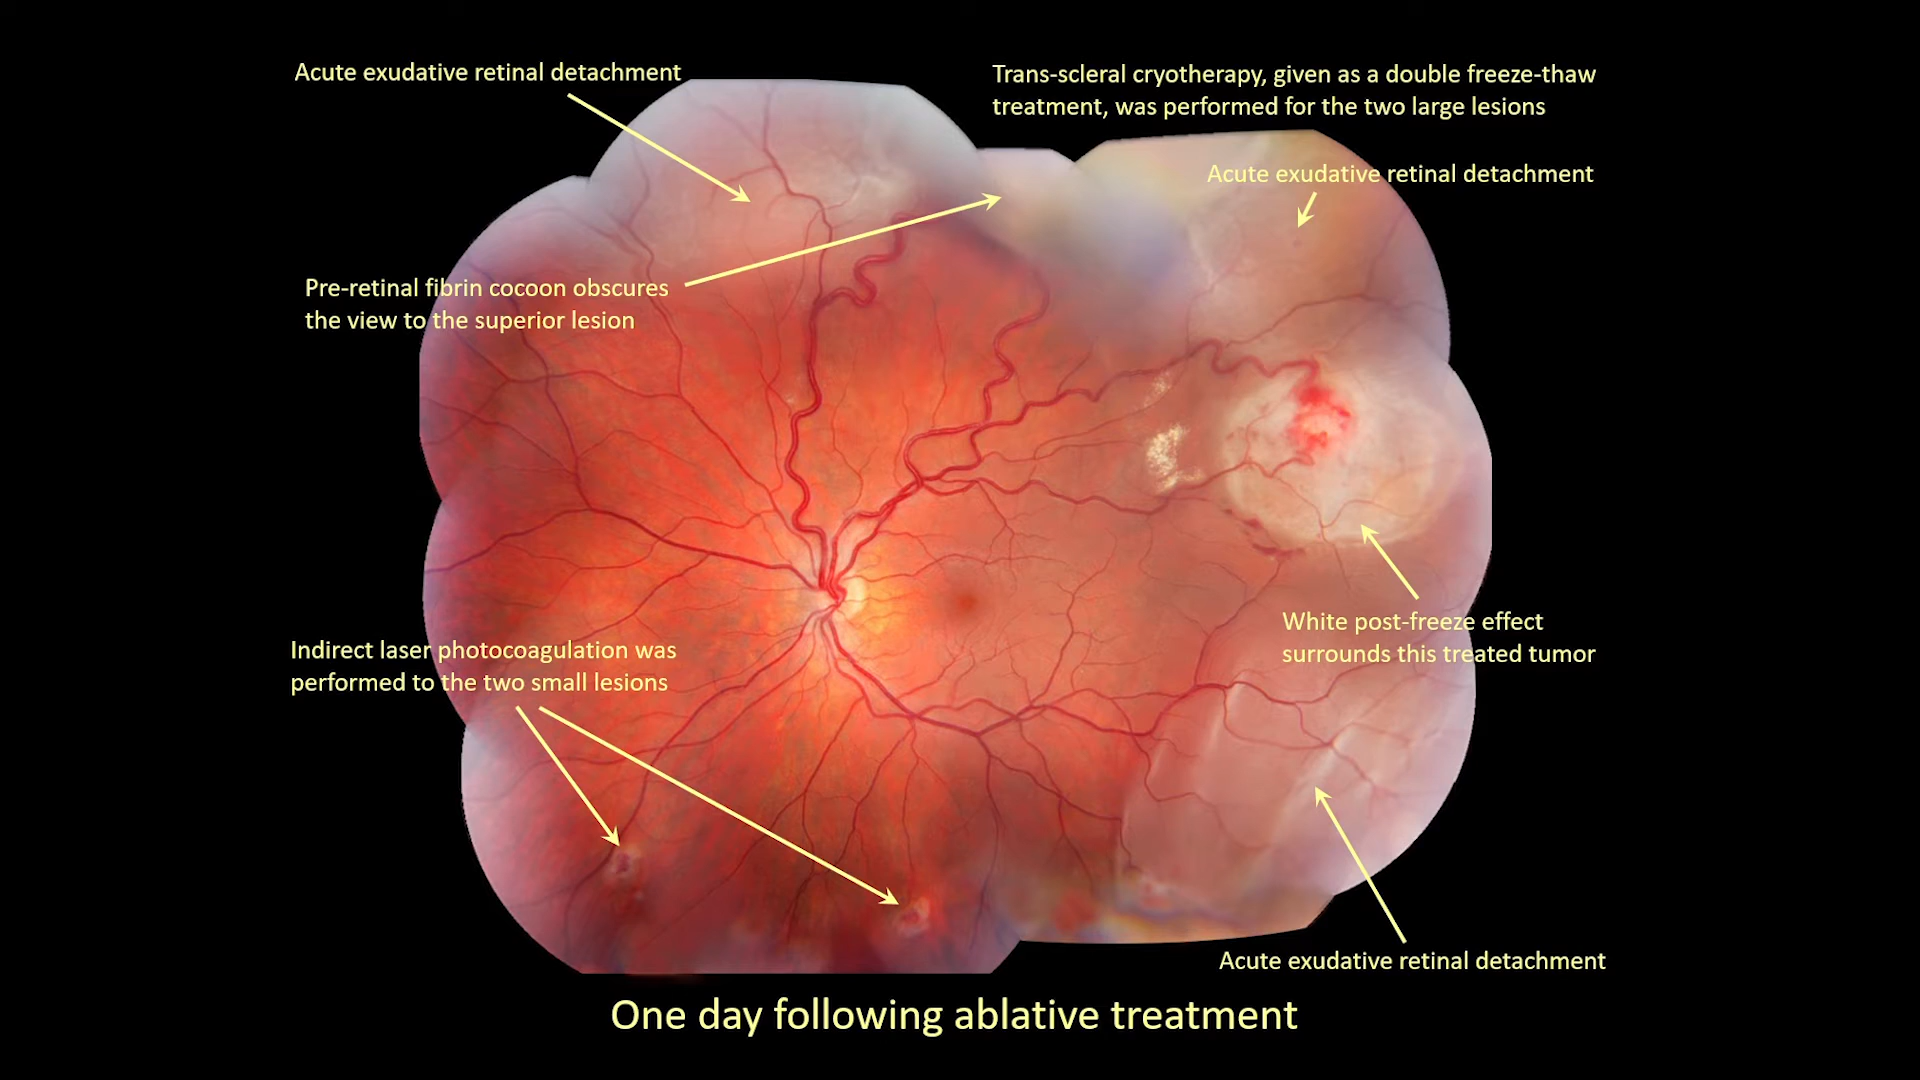 Acute exudative retinal detachment
Trans-scleral cryotherapy, given as a double freeze-thaw
treatment, was performed for the two large lesions
Acute exudative retinal detachment
Pre-retinal fibrin cocoon obscures
the view to the superior lesion
White post-freeze effect
surrounds this treated tumor
Indirect laser photocoagulation was
performed to the two small lesions
Acute exudative retinal detachment
One day following ablative treatment